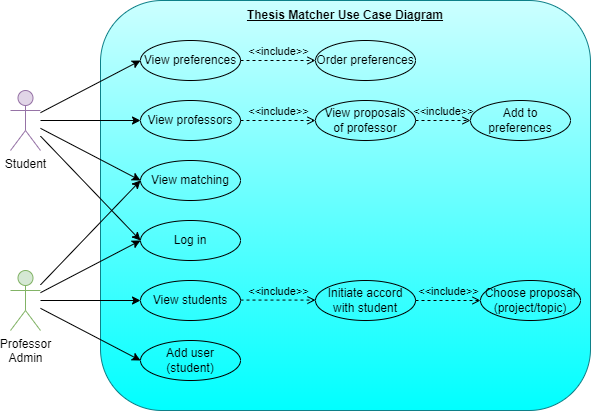 Thesis Matcher Use Case Diagram
View preferences
<<include>>
Order preferences
View professors
<<include>>
View proposals
of professor
<<include>>
Add to
preferences
Student
View matching
Log in
View students
<<include>>
Initiate accord
with student
<<include>>
Choose proposal
(project/topic)
Professor
Admin
Add user
(student)